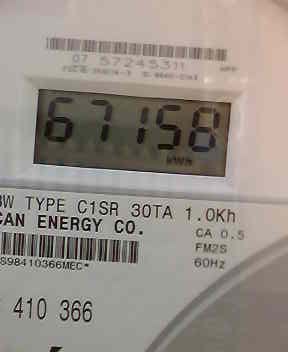 07 57245311
67158
kWh
3W TYPE C1SR 30TA 1.0Kh
CAN ENERGY CO.
CA 0.5
FM2S
60Hz
S98410366MEC*
410 366